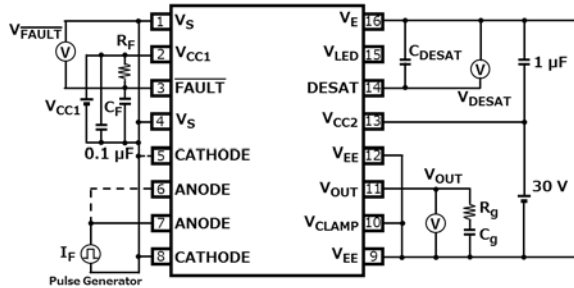 V_S 1
V_CC1 2
FAULT 3
V_S 4
CATHODE 5
ANODE 6
ANODE 7
CATHODE 8
16 V_E
15 V_LED
14 DESAT
13 V_CC2
12 V_EE
11 V_OUT
10 V_CLAMP
9 V_EE
V_FAULT
V
R_F
V_CC1
C_F
0.1 μF
I_F
Pulse Generator
C_DESAT
V
V_DESAT
1 μF
V_OUT
V
R_g
C_g
30 V